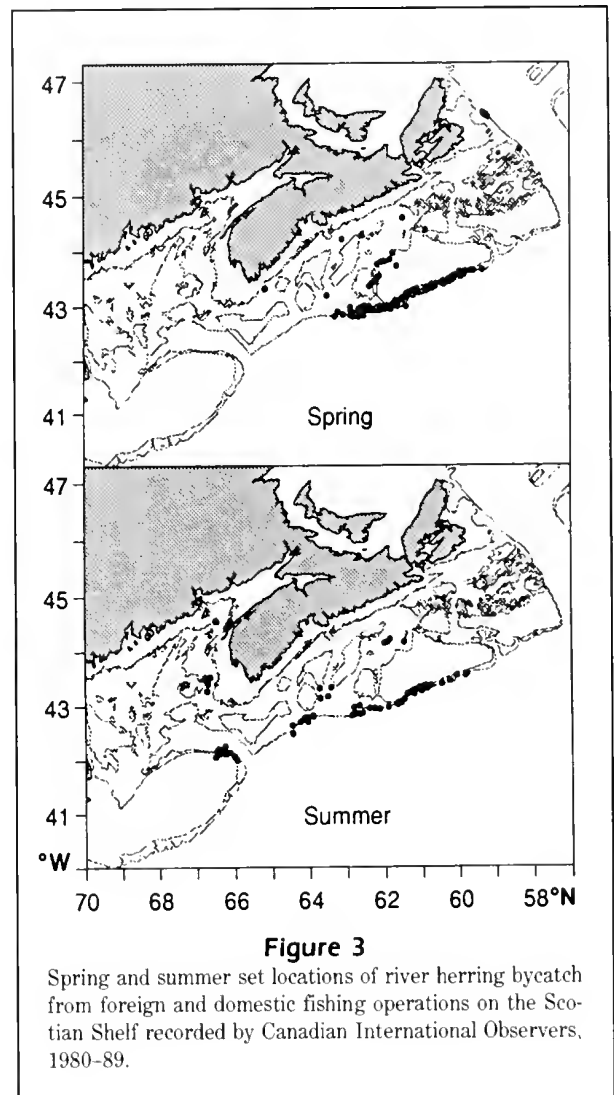 47
45
43
41
Spring
47
45
43
41
Summer
°W
70 68 66 64 62 60 58°N
Figure 3
Spring and summer set locations of river herring bycatch
from foreign and domestic fishing operations on the Sco-
tian Shelf recorded by Canadian International Observers,
1980–89.